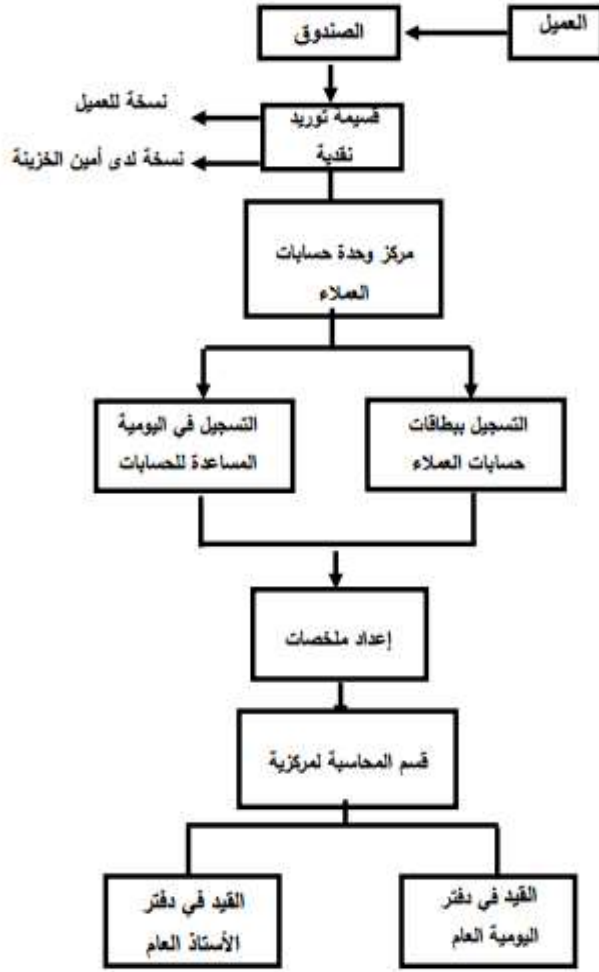 العميل
الصندوق
قسيمة توريد
نقدية
نسخة للعميل
نسخة لدى أمين الخزينة
مركز وحدة حسابات
العملاء
التسجيل ببطاقات
حسابات العملاء
التسجيل في اليومية
المساعدة للحسابات
إعداد ملخصات
قسم المحاسبة لمركزية
القيد في دفتر
اليومية العام
القيد في دفتر
الأستاذ العام